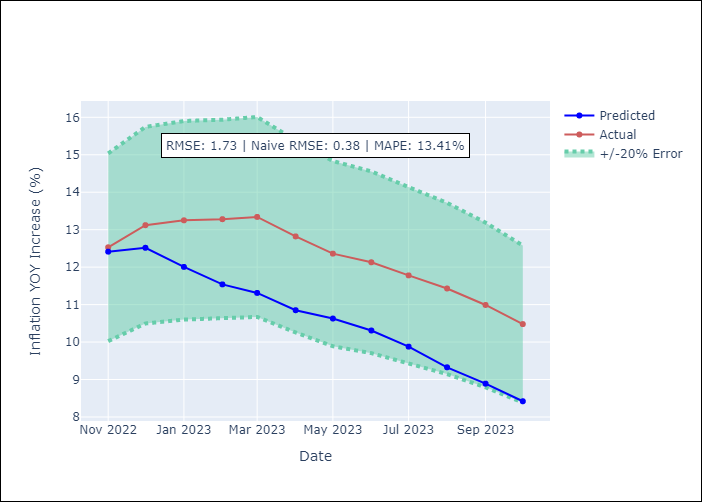 RMSE: 1.73 | Naive RMSE: 0.38 | MAPE: 13.41%
Predicted
Actual
+/-20% Error
Inflation YOY Increase (%)
16
15
14
13
12
11
10
9
8
Nov 2022 Jan 2023 Mar 2023 May 2023 Jul 2023 Sep 2023
Date